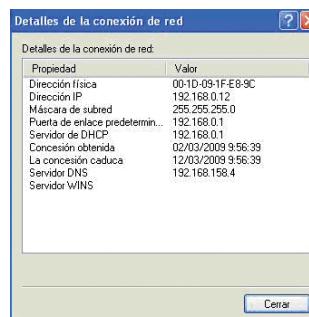 Detalles de la conexión de red
Detalles de la conexión de red:
Propiedad Valor
Dirección física 00-1D-09-1F-E8-9C
Dirección IP 192.168.0.12
Máscara de subred 255.255.255.0
Puerta de enlace predetermin... 192.168.0.1
Servidor de DHCP 192.168.0.1
Concesión obtenida 02/03/2009 9:56:39
La concesión caduca 12/03/2009 9:56:39
Servidor DNS 192.168.158.4
Servidor WINS
Cerrar